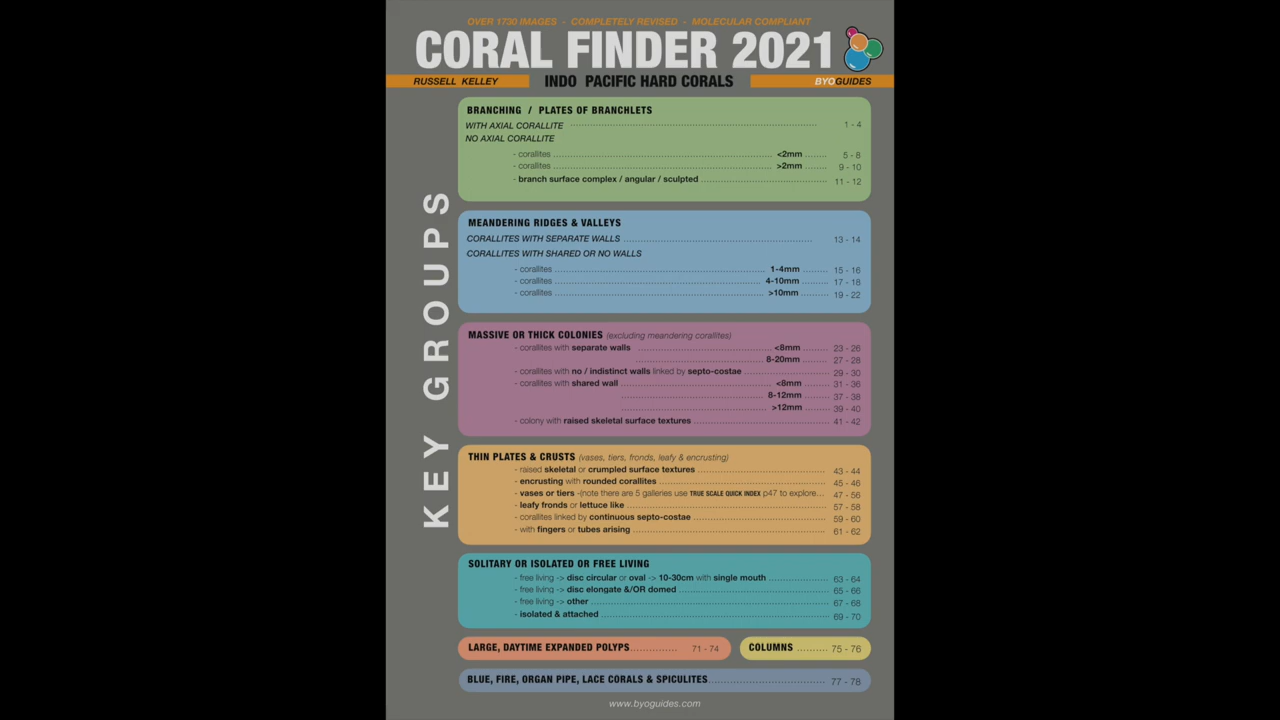 OVER 1730 IMAGES - COMPLETELY REVISED - MOLECULAR COMPLIANT
CORAL FINDER 2021
RUSSELL KELLEY INDO PACIFIC HARD CORALS BYOGUIDES
KEY GROUPS
BRANCHING / PLATES OF BRANCHLETS
WITH AXIAL CORALLITE 1 - 4
NO AXIAL CORALLITE
- corallites <2mm 5 - 8
- corallites >2mm 9 - 10
- branch surface complex / angular / sculpted 11 - 12
MEANDERING RIDGES & VALLEYS
CORALLITES WITH SEPARATE WALLS 13 - 14
CORALLITES WITH SHARED OR NO WALLS
- corallites 1-4mm 15 - 16
- corallites 4-10mm 17 - 18
- corallites >10mm 19 - 22
MASSIVE OR THICK COLONIES (excluding meandering corallites)
- corallites with separate walls <8mm 23 - 26
8-20mm 27 - 28
- corallites with no / indistinct walls linked by septo-costae 29 - 30
- corallites with shared wall <8mm 31 - 36
8-12mm 37 - 38
>12mm 39 - 40
- colony with raised skeletal surface textures 41 - 42
THIN PLATES & CRUSTS (vases, tiers, fronds, leafy & encrusting)
- raised skeletal or crumpled surface textures 43 - 44
- encrusting with rounded corallites 45 - 46
- vases or tiers -(note there are 5 galleries use TRUE SCALE QUICK INDEX p47 to explore... 47 - 56
- leafy fronds or lettuce like 57 - 58
- corallites linked by continuous septo-costae 59 - 60
- with fingers or tubes arising 61 - 62
SOLITARY OR ISOLATED OR FREE LIVING
- free living -> disc circular or oval -> 10-30cm with single mouth 63 - 64
- free living -> disc elongate &/OR domed 65 - 66
- free living -> other 67 - 68
- isolated & attached 69 - 70
LARGE, DAYTIME EXPANDED POLYPS 71 - 74
COLUMNS 75 - 76
BLUE, FIRE, ORGAN PIPE, LACE CORALS & SPICULITES 77 - 78
www.byoguides.com